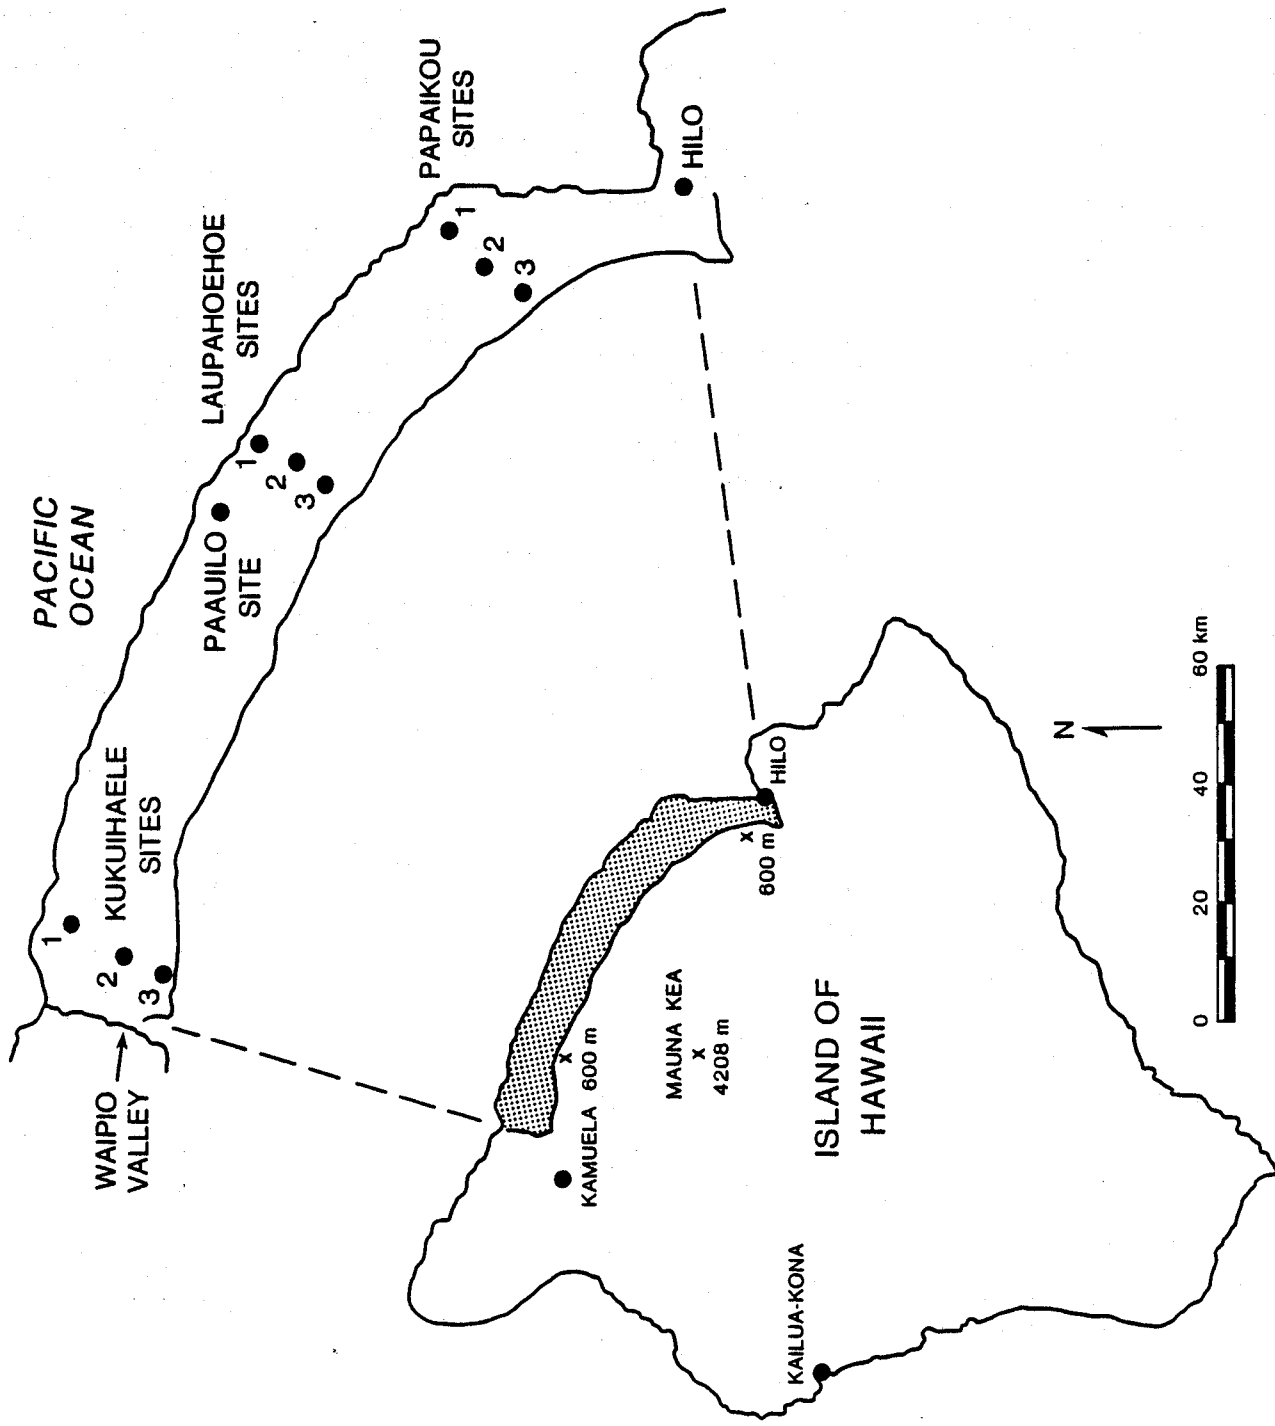 PACIFIC
OCEAN
WAIPIO
VALLEY
1
2
3
KUKUIHAELE
SITES
PAAUILO
SITE
LAUPAHOEHOE
SITES
1
2
3
PAPAIKOU
SITES
1
2
3
HILO
KAMUELA
600 m
x
MAUNA KEA
x
4208 m
x
600 m
HILO
KAILUA-KONA
ISLAND OF
HAWAII
N
0
20
40
60 km